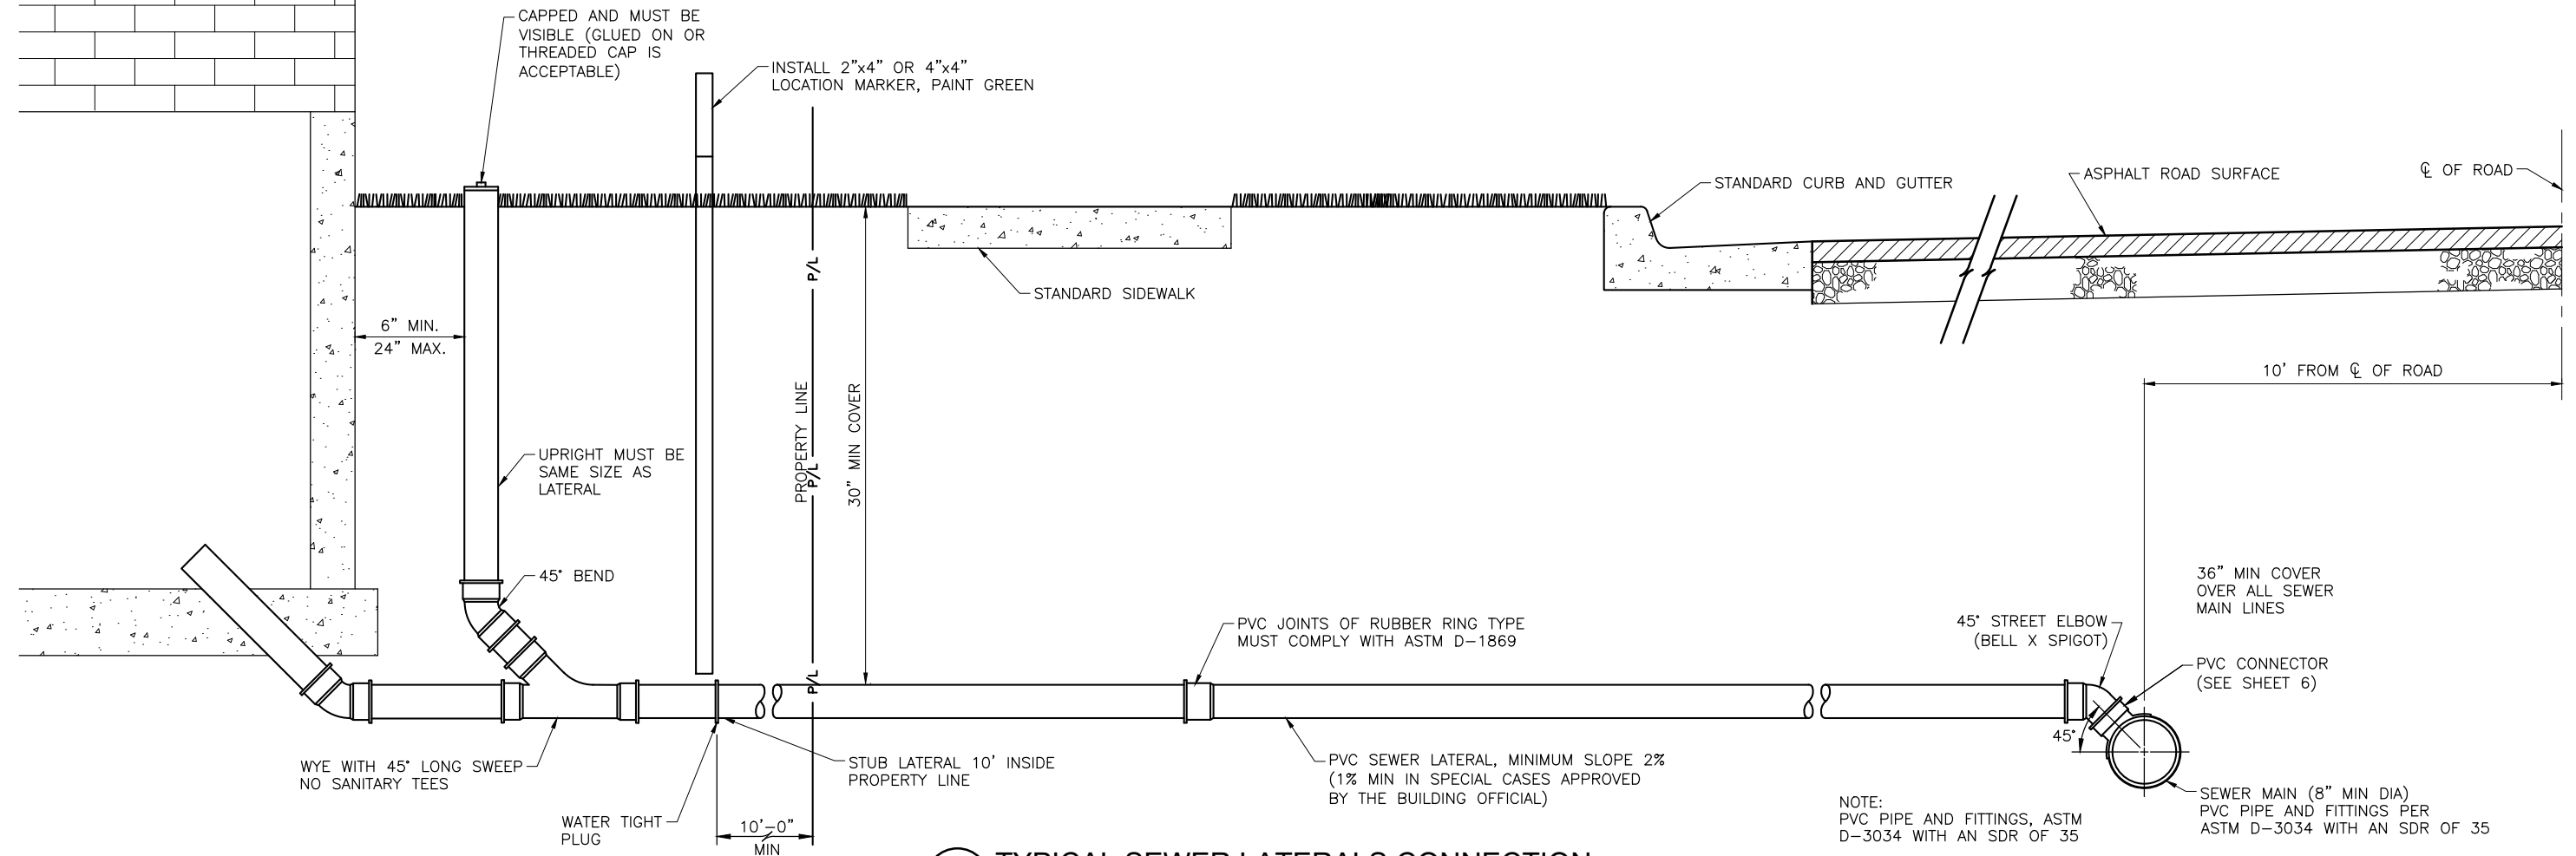 CAPPED AND MUST BE
VISIBLE (GLUED ON OR
THREADED CAP IS
ACCEPTABLE)
INSTALL 2"x4" OR 4"x4"
LOCATION MARKER, PAINT GREEN
STANDARD CURB AND GUTTER
ASPHALT ROAD SURFACE
℄ OF ROAD
P/L
STANDARD SIDEWALK
6" MIN.
24" MAX.
10' FROM ℄ OF ROAD
PROPERTY LINE
P/L
30" MIN COVER
UPRIGHT MUST BE
SAME SIZE AS
LATERAL
45° BEND
36" MIN COVER
OVER ALL SEWER
MAIN LINES
PVC JOINTS OF RUBBER RING TYPE
MUST COMPLY WITH ASTM D-1869
45° STREET ELBOW
(BELL X SPIGOT)
PVC CONNECTOR
(SEE SHEET 6)
P/L
45°
WYE WITH 45° LONG SWEEP
NO SANITARY TEES
STUB LATERAL 10' INSIDE
PROPERTY LINE
PVC SEWER LATERAL, MINIMUM SLOPE 2%
(1% MIN IN SPECIAL CASES APPROVED
BY THE BUILDING OFFICIAL)
WATER TIGHT
PLUG
10'-0"
MIN
NOTE:
PVC PIPE AND FITTINGS, ASTM
D-3034 WITH AN SDR OF 35
SEWER MAIN (8" MIN DIA)
PVC PIPE AND FITTINGS PER
ASTM D-3034 WITH AN SDR OF 35
TYPICAL SEWER LATERALS CONNECTION